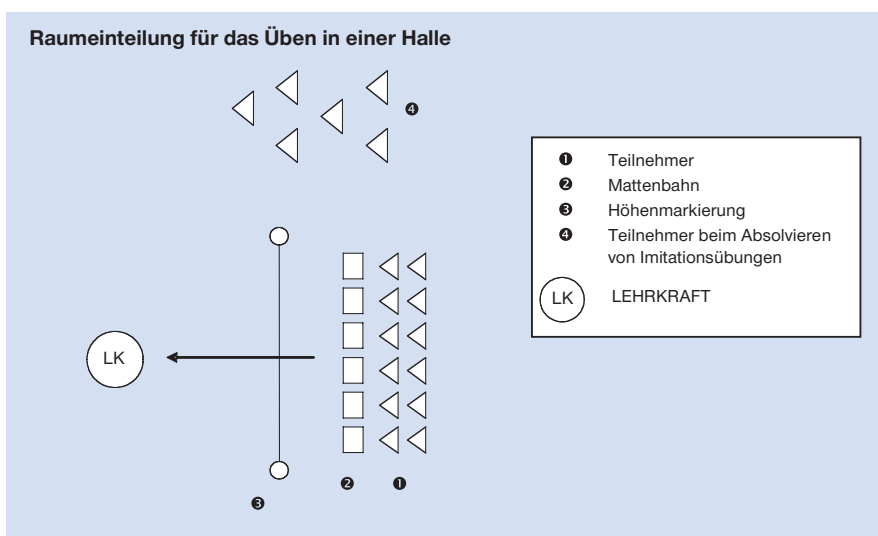 Raumeinteilung für das Üben in einer Halle
❹
❶ Teilnehmer
❷ Mattenbahn
❸ Höhenmarkierung
❹ Teilnehmer beim Absolvieren
von Imitationsübungen
LK LEHRKRAFT
LK
❷ ❶
❸